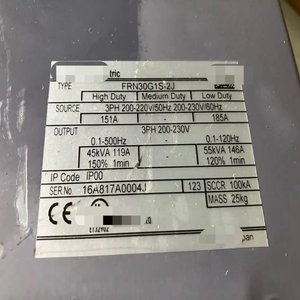 tric
TYPE FRN30G1S-2J
High Duty Medium Duty Low Duty
SOURCE 3PH 200-220V/50Hz 200-230V/60Hz
151A 185A
OUTPUT 3PH 200-230V
0.1-500Hz 0.1-120Hz
45kVA 119A 55kVA 146A
150% 1min 120% 1min
IP Code IP00
SER.No 16A817A0004J 123 SCCR 100kA
MASS 25kg
CE
pan